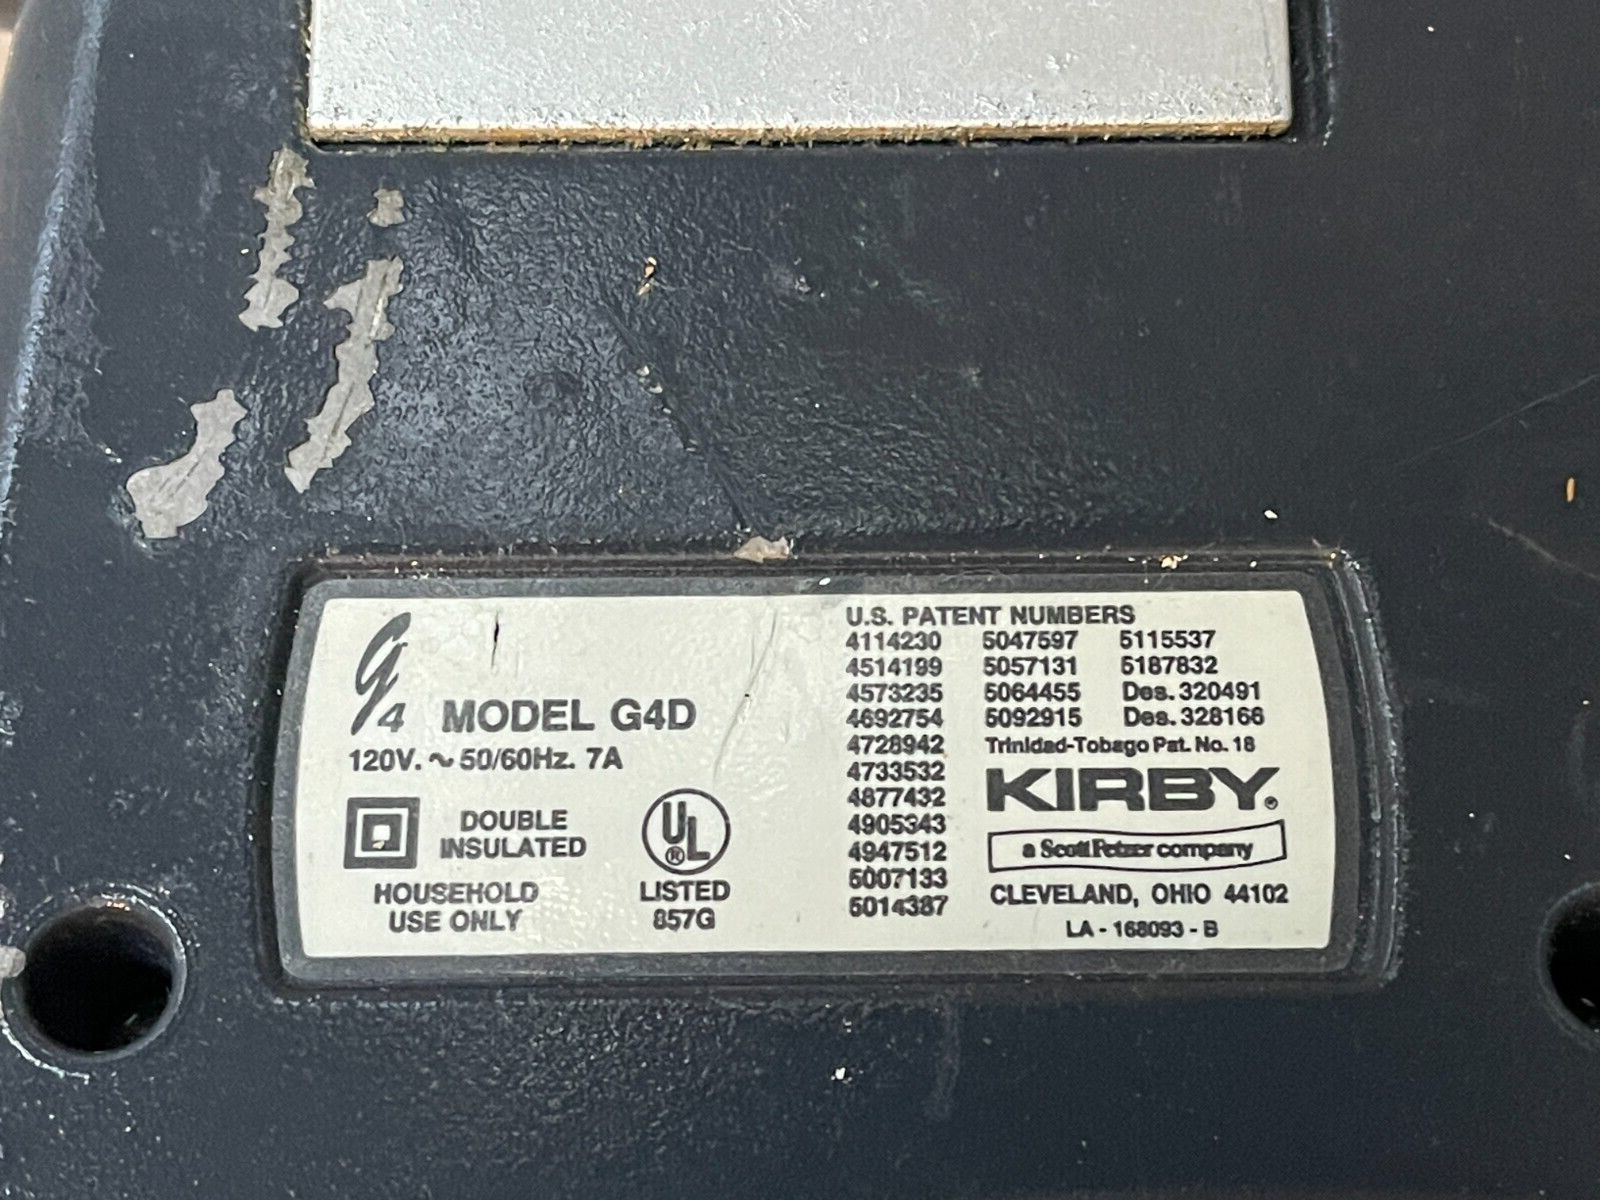 G4
MODEL G4D
120V. ~ 50/60Hz. 7A
DOUBLE
INSULATED
HOUSEHOLD
USE ONLY
UL
®
LISTED
857G
U.S. PATENT NUMBERS
4114230 5047597 5115537
4514199 5057131 5187832
4573235 5064455 Des. 320491
4692754 5092915 Des. 328166
4728942 Trinidad-Tobago Pat. No. 18
4733532
4877432
4905343
4947512
5007133
5014387
KIRBY®
a Scott Fetzer company
CLEVELAND, OHIO 44102
LA - 168093 - B